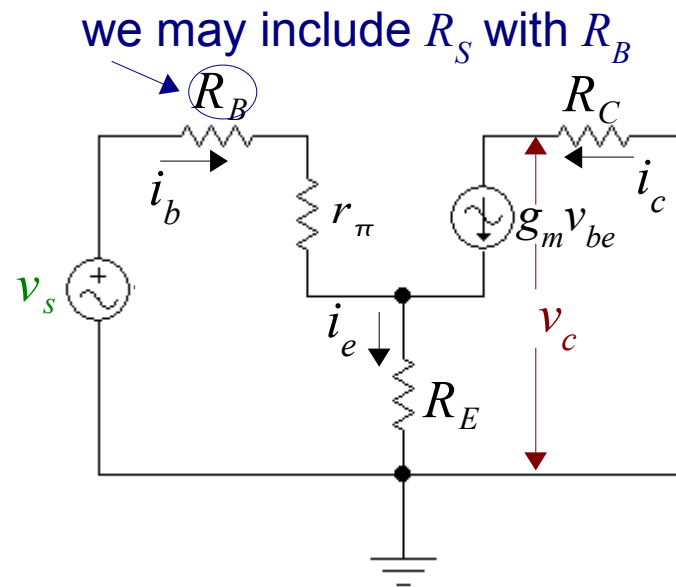 we may include R_S with R_B
R_B
R_C
i_b
i_c
r_π
g_m v_be
+
v_s
i_e
v_c
R_E